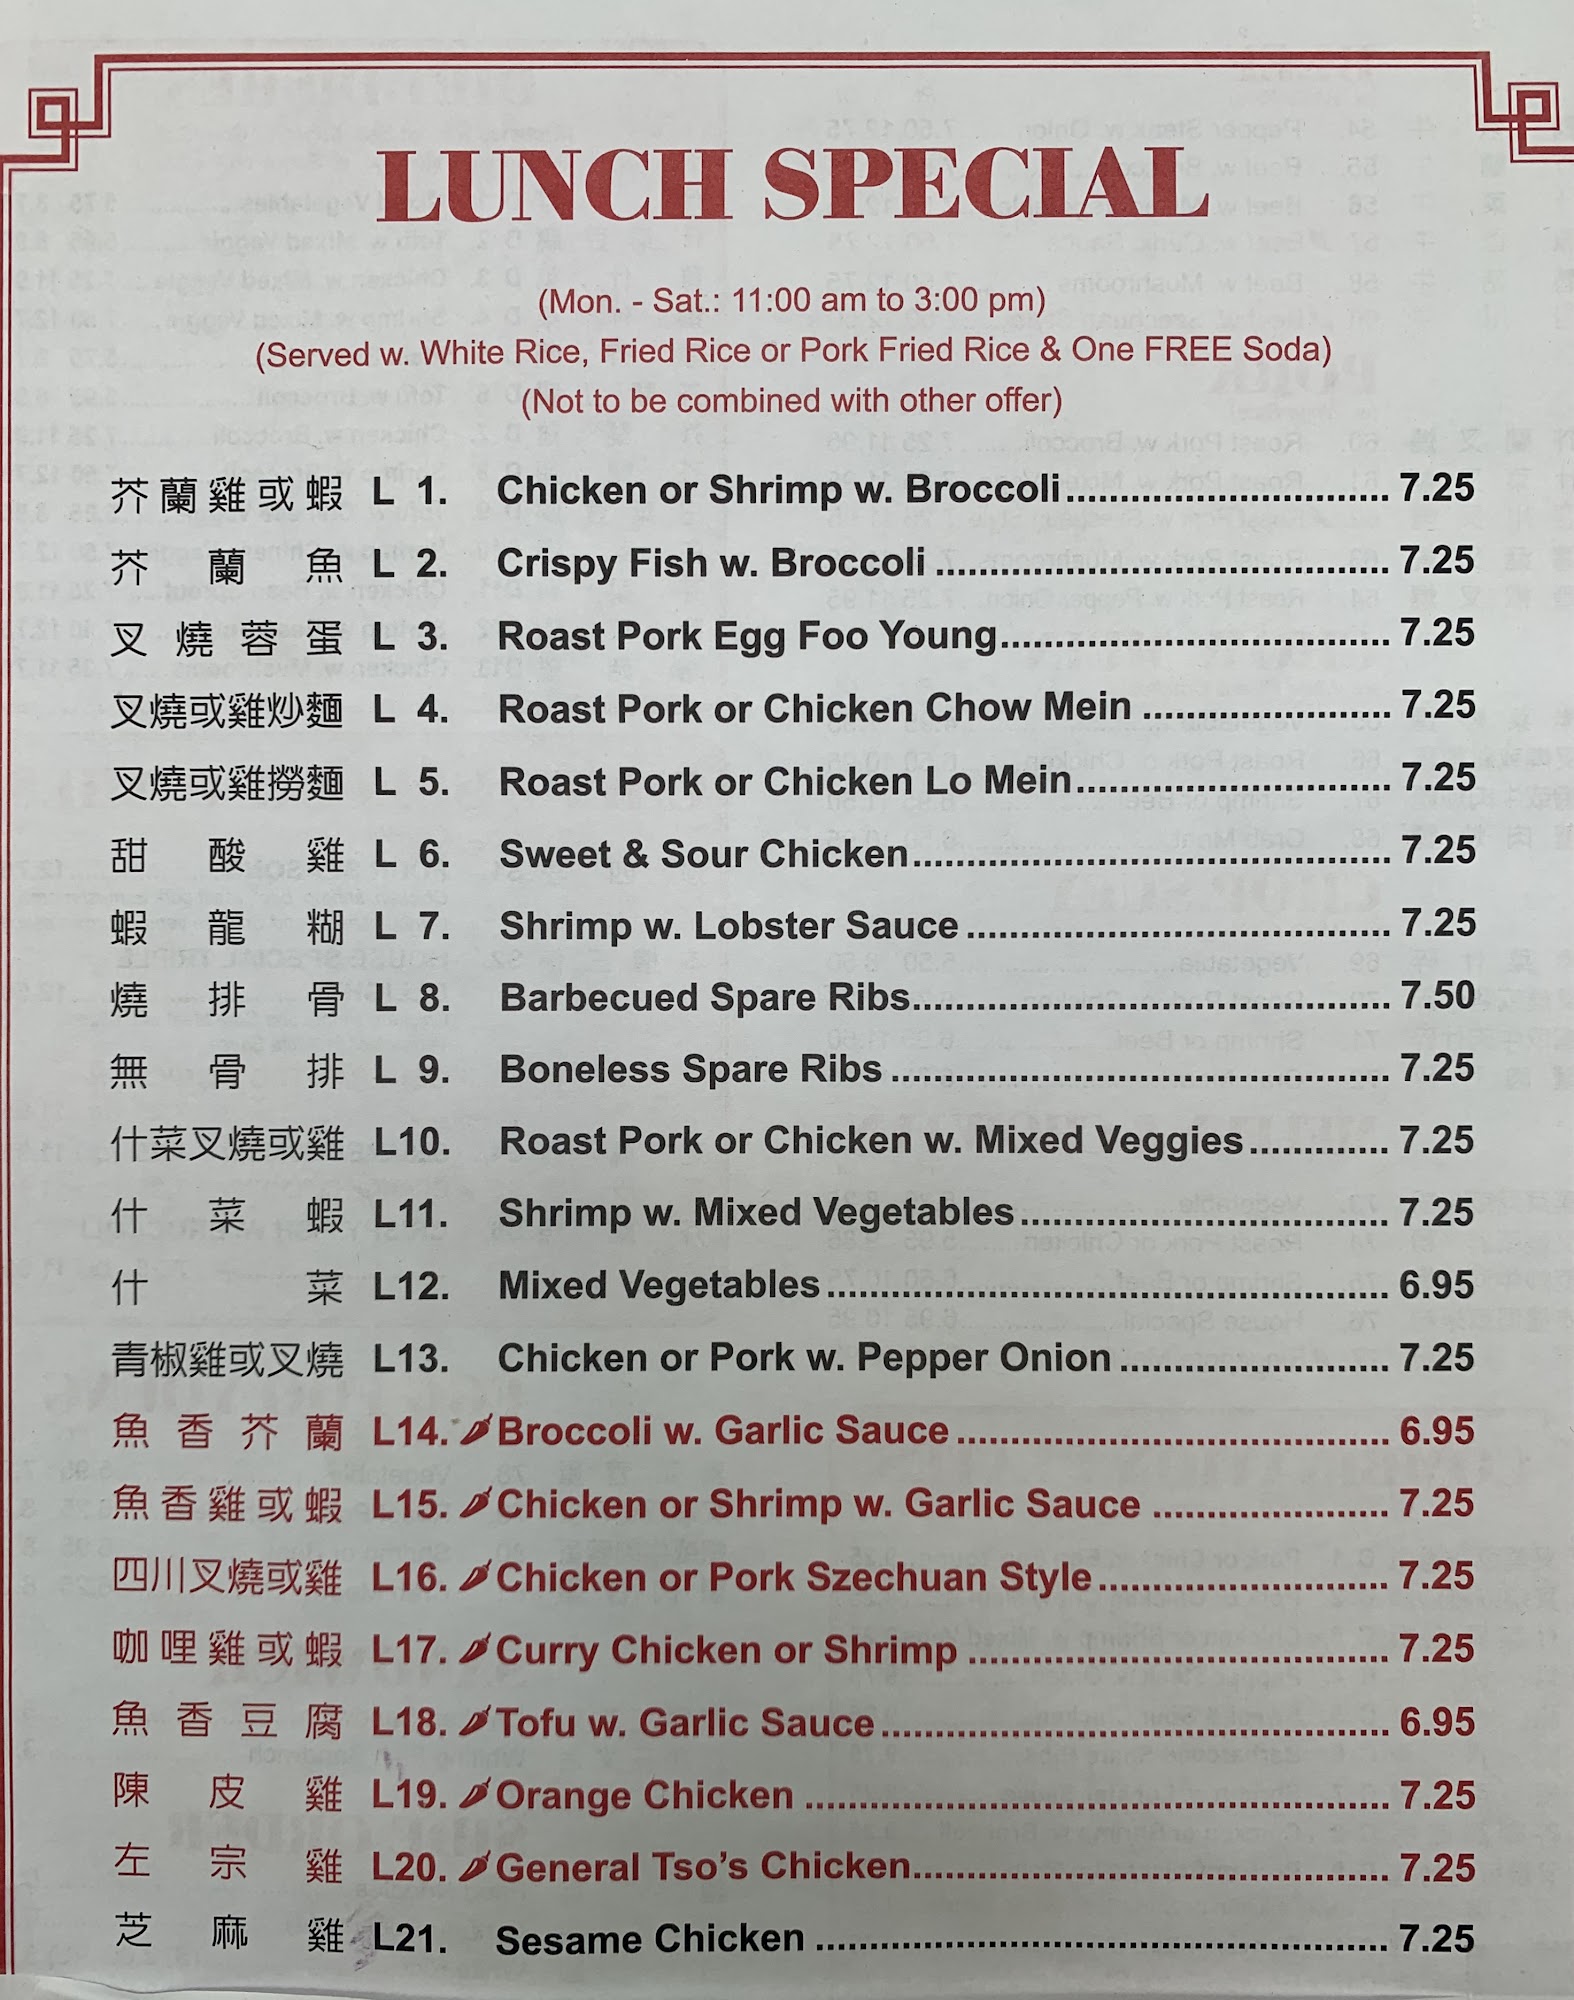 LUNCH SPECIAL
(Mon. - Sat.: 11:00 am to 3:00 pm)
(Served w. White Rice, Fried Rice or Pork Fried Rice & One FREE Soda)
(Not to be combined with other offer)
芥蘭雞或蝦 L 1. Chicken or Shrimp w. Broccoli 7.25
芥蘭魚 L 2. Crispy Fish w. Broccoli 7.25
叉燒蓉蛋 L 3. Roast Pork Egg Foo Young 7.25
叉燒或雞炒麵 L 4. Roast Pork or Chicken Chow Mein 7.25
叉燒或雞撈麵 L 5. Roast Pork or Chicken Lo Mein 7.25
甜酸雞 L 6. Sweet & Sour Chicken 7.25
蝦龍糊 L 7. Shrimp w. Lobster Sauce 7.25
燒排骨 L 8. Barbecued Spare Ribs 7.50
無骨排 L 9. Boneless Spare Ribs 7.25
什菜叉燒或雞 L10. Roast Pork or Chicken w. Mixed Veggies 7.25
什菜蝦 L11. Shrimp w. Mixed Vegetables 7.25
什菜 L12. Mixed Vegetables 6.95
青椒雞或叉燒 L13. Chicken or Pork w. Pepper Onion 7.25
魚香芥蘭 L14. Broccoli w. Garlic Sauce 6.95
魚香雞或蝦 L15. Chicken or Shrimp w. Garlic Sauce 7.25
四川叉燒或雞 L16. Chicken or Pork Szechuan Style 7.25
咖哩雞或蝦 L17. Curry Chicken or Shrimp 7.25
魚香豆腐 L18. Tofu w. Garlic Sauce 6.95
陳皮雞 L19. Orange Chicken 7.25
左宗雞 L20. General Tso's Chicken 7.25
芝麻雞 L21. Sesame Chicken 7.25